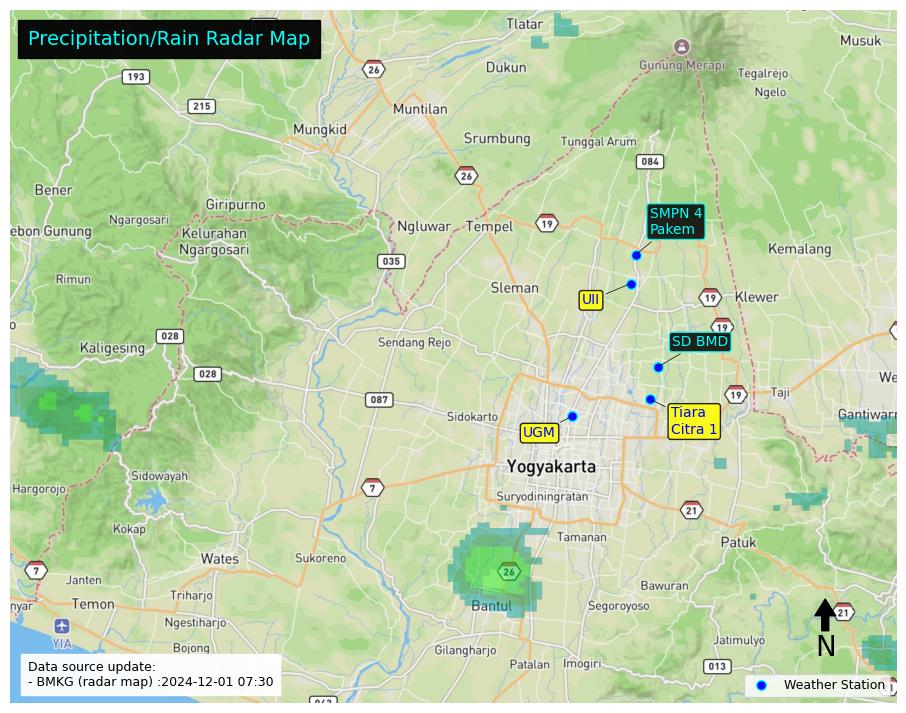 Precipitation/Rain Radar Map
Tlatar
Musuk
26
Gunung Merapi
193
Dukun
Tegalrejo
Ngelo
215
Muntilan
Mungkid
Srumbung
Tunggal Arum
084
26
Bener
Giripurno
SMPN 4
Pakem
Ngargosari
19
ebon Gunung
Kelurahan
Ngargosari
Ngluwar
Tempel
Kemalang
035
Rimun
Sleman
UII
19
Klewer
19
028
Sendang Rejo
SD BMD
Kaligesing
028
We
087
19
Taji
Sidokarto
Tiara
Citra 1
Gantiwarn
UGM
Yogyakarta
Sidowayah
Hargorojo
7
Suryodiningratan
21
Kokap
Tamanan
Patuk
Wates
Sukoreno
7
26
Janten
Bawuran
Triharjo
nyar
Temon
Bantul
Segoroyoso
21
Ngestiharjo
YIA
Jatimulyo
N
Bojong
Gilangharjo
Patalan
Imogiri
013
Data source update:
- BMKG (radar map) :2024-12-01 07:30
Weather Station